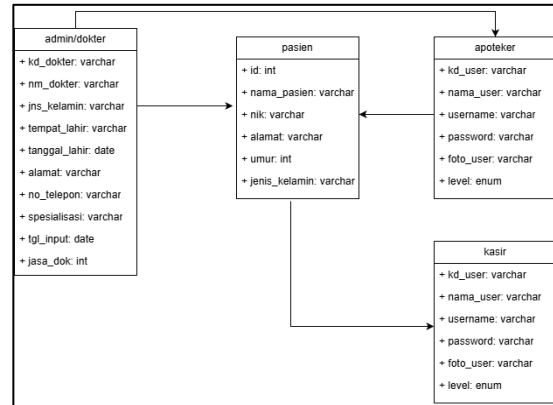 admin/dokter
+ kd_dokter: varchar
+ nm_dokter: varchar
+ jns_kelamin: varchar
+ tempat_lahir: varchar
+ tanggal_lahir: date
+ alamat: varchar
+ no_telepon: varchar
+ spesialisasi: varchar
+ tgl_input: date
+ jasa_dok: int
pasien
+ id: int
+ nama_pasien: varchar
+ nik: varchar
+ alamat: varchar
+ umur: int
+ jenis_kelamin: varchar
apoteker
+ kd_user: varchar
+ nama_user: varchar
+ username: varchar
+ password: varchar
+ foto_user: varchar
+ level: enum
kasir
+ kd_user: varchar
+ nama_user: varchar
+ username: varchar
+ password: varchar
+ foto_user: varchar
+ level: enum